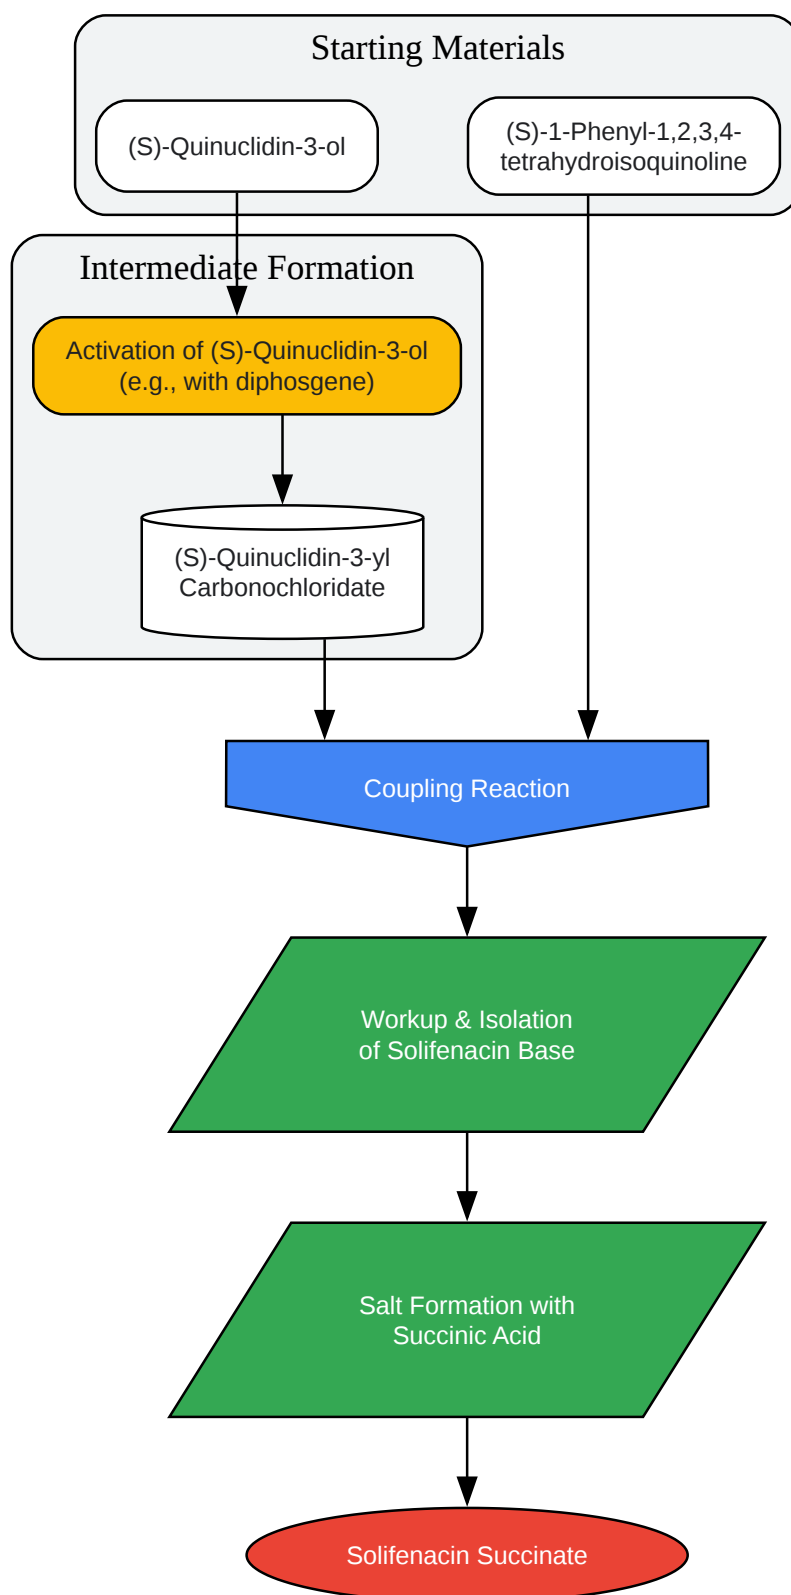 Starting Materials
(S)-Quinuclidin-3-ol
(S)-1-Phenyl-1,2,3,4-
tetrahydroisoquinoline
Intermediate Formation
Activation of (S)-Quinuclidin-3-ol
(e.g., with diphosgene)
(S)-Quinuclidin-3-yl
Carbonochloridate
Coupling Reaction
Workup & Isolation
of Solifenacin Base
Salt Formation with
Succinic Acid
Solifenacin Succinate